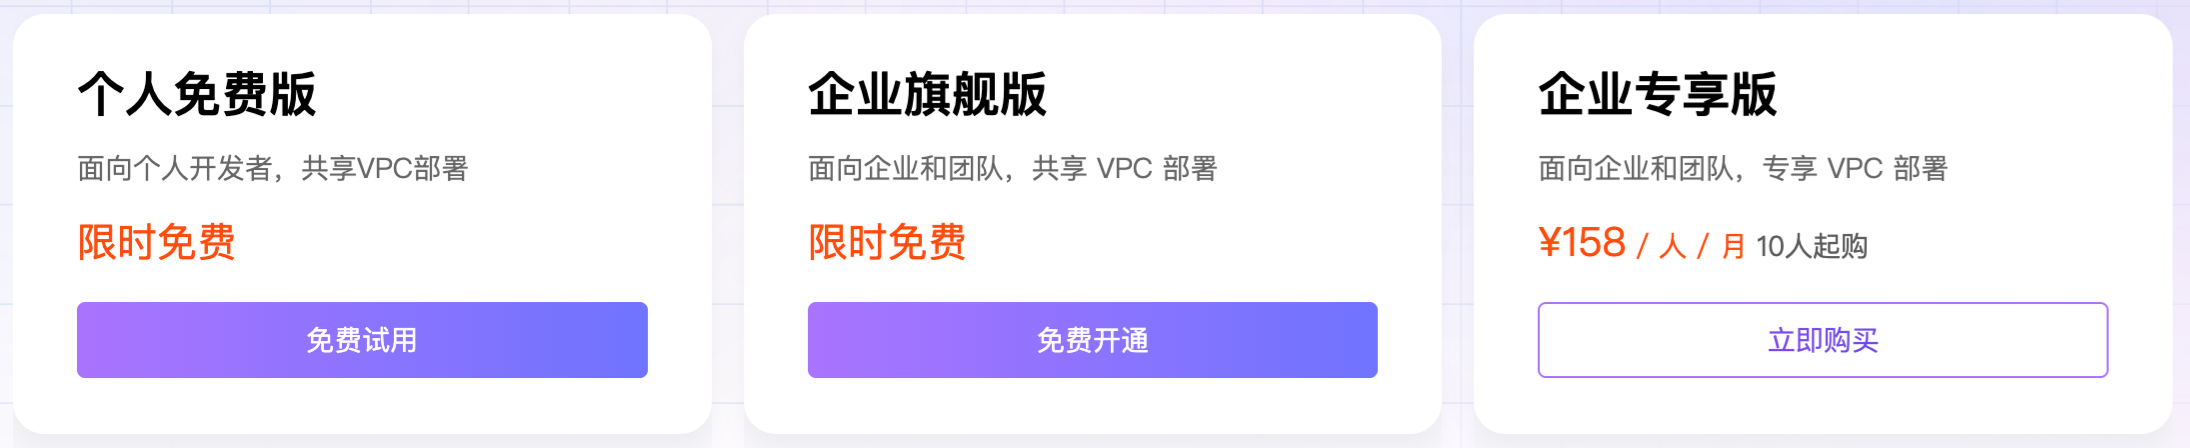 个人免费版
面向个人开发者，共享VPC部署
限时免费
免费试用
企业旗舰版
面向企业和团队，共享 VPC 部署
限时免费
免费开通
企业专享版
面向企业和团队，专享 VPC 部署
¥158 / 人 / 月 10人起购
立即购买